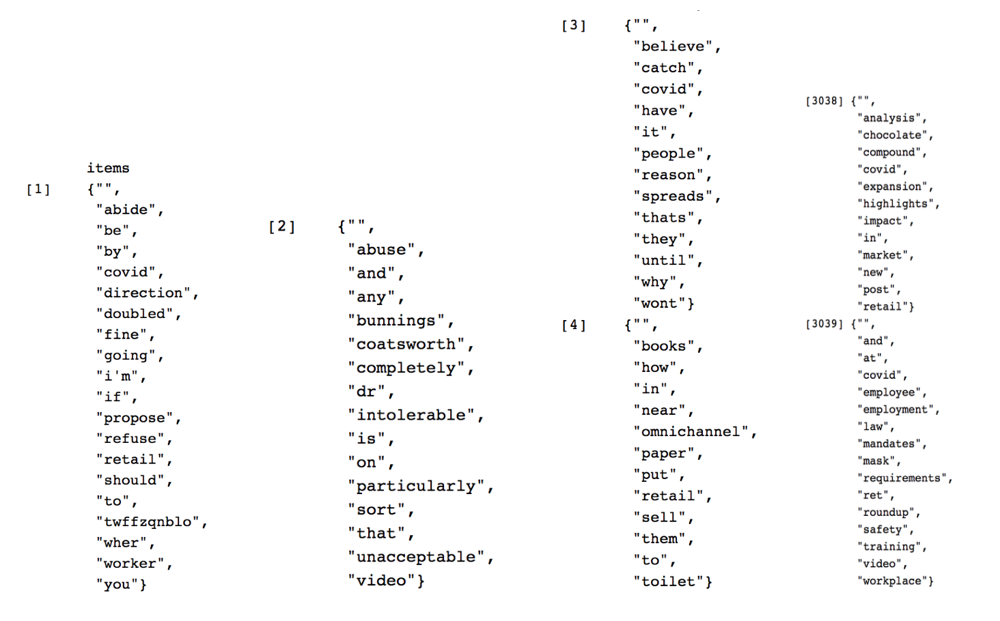 items
[1] {"",
"abide",
"be",
"by",
"covid",
"direction",
"doubled",
"fine",
"going",
"i'm",
"if",
"propose",
"refuse",
"retail",
"should",
"to",
"twffzqnblo",
"wher",
"worker",
"you"}
[2] {"",
"abuse",
"and",
"any",
"bunnings",
"coatsworth",
"completely",
"dr",
"intolerable",
"is",
"on",
"particularly",
"sort",
"that",
"unacceptable",
"video"}
[3] {"",
"believe",
"catch",
"covid",
"have",
"it",
"people",
"reason",
"spreads",
"thats",
"they",
"until",
"why",
"wont"}
[4] {"",
"books",
"how",
"in",
"near",
"omnichannel",
"paper",
"put",
"retail",
"sell",
"them",
"to",
"toilet"}
[3038] {"",
"analysis",
"chocolate",
"compound",
"covid",
"expansion",
"highlights",
"impact",
"in",
"market",
"new",
"post",
"retail"}
[3039] {"",
"and",
"at",
"covid",
"employee",
"employment",
"law",
"mandates",
"mask",
"requirements",
"ret",
"roundup",
"safety",
"training",
"video",
"workplace"}